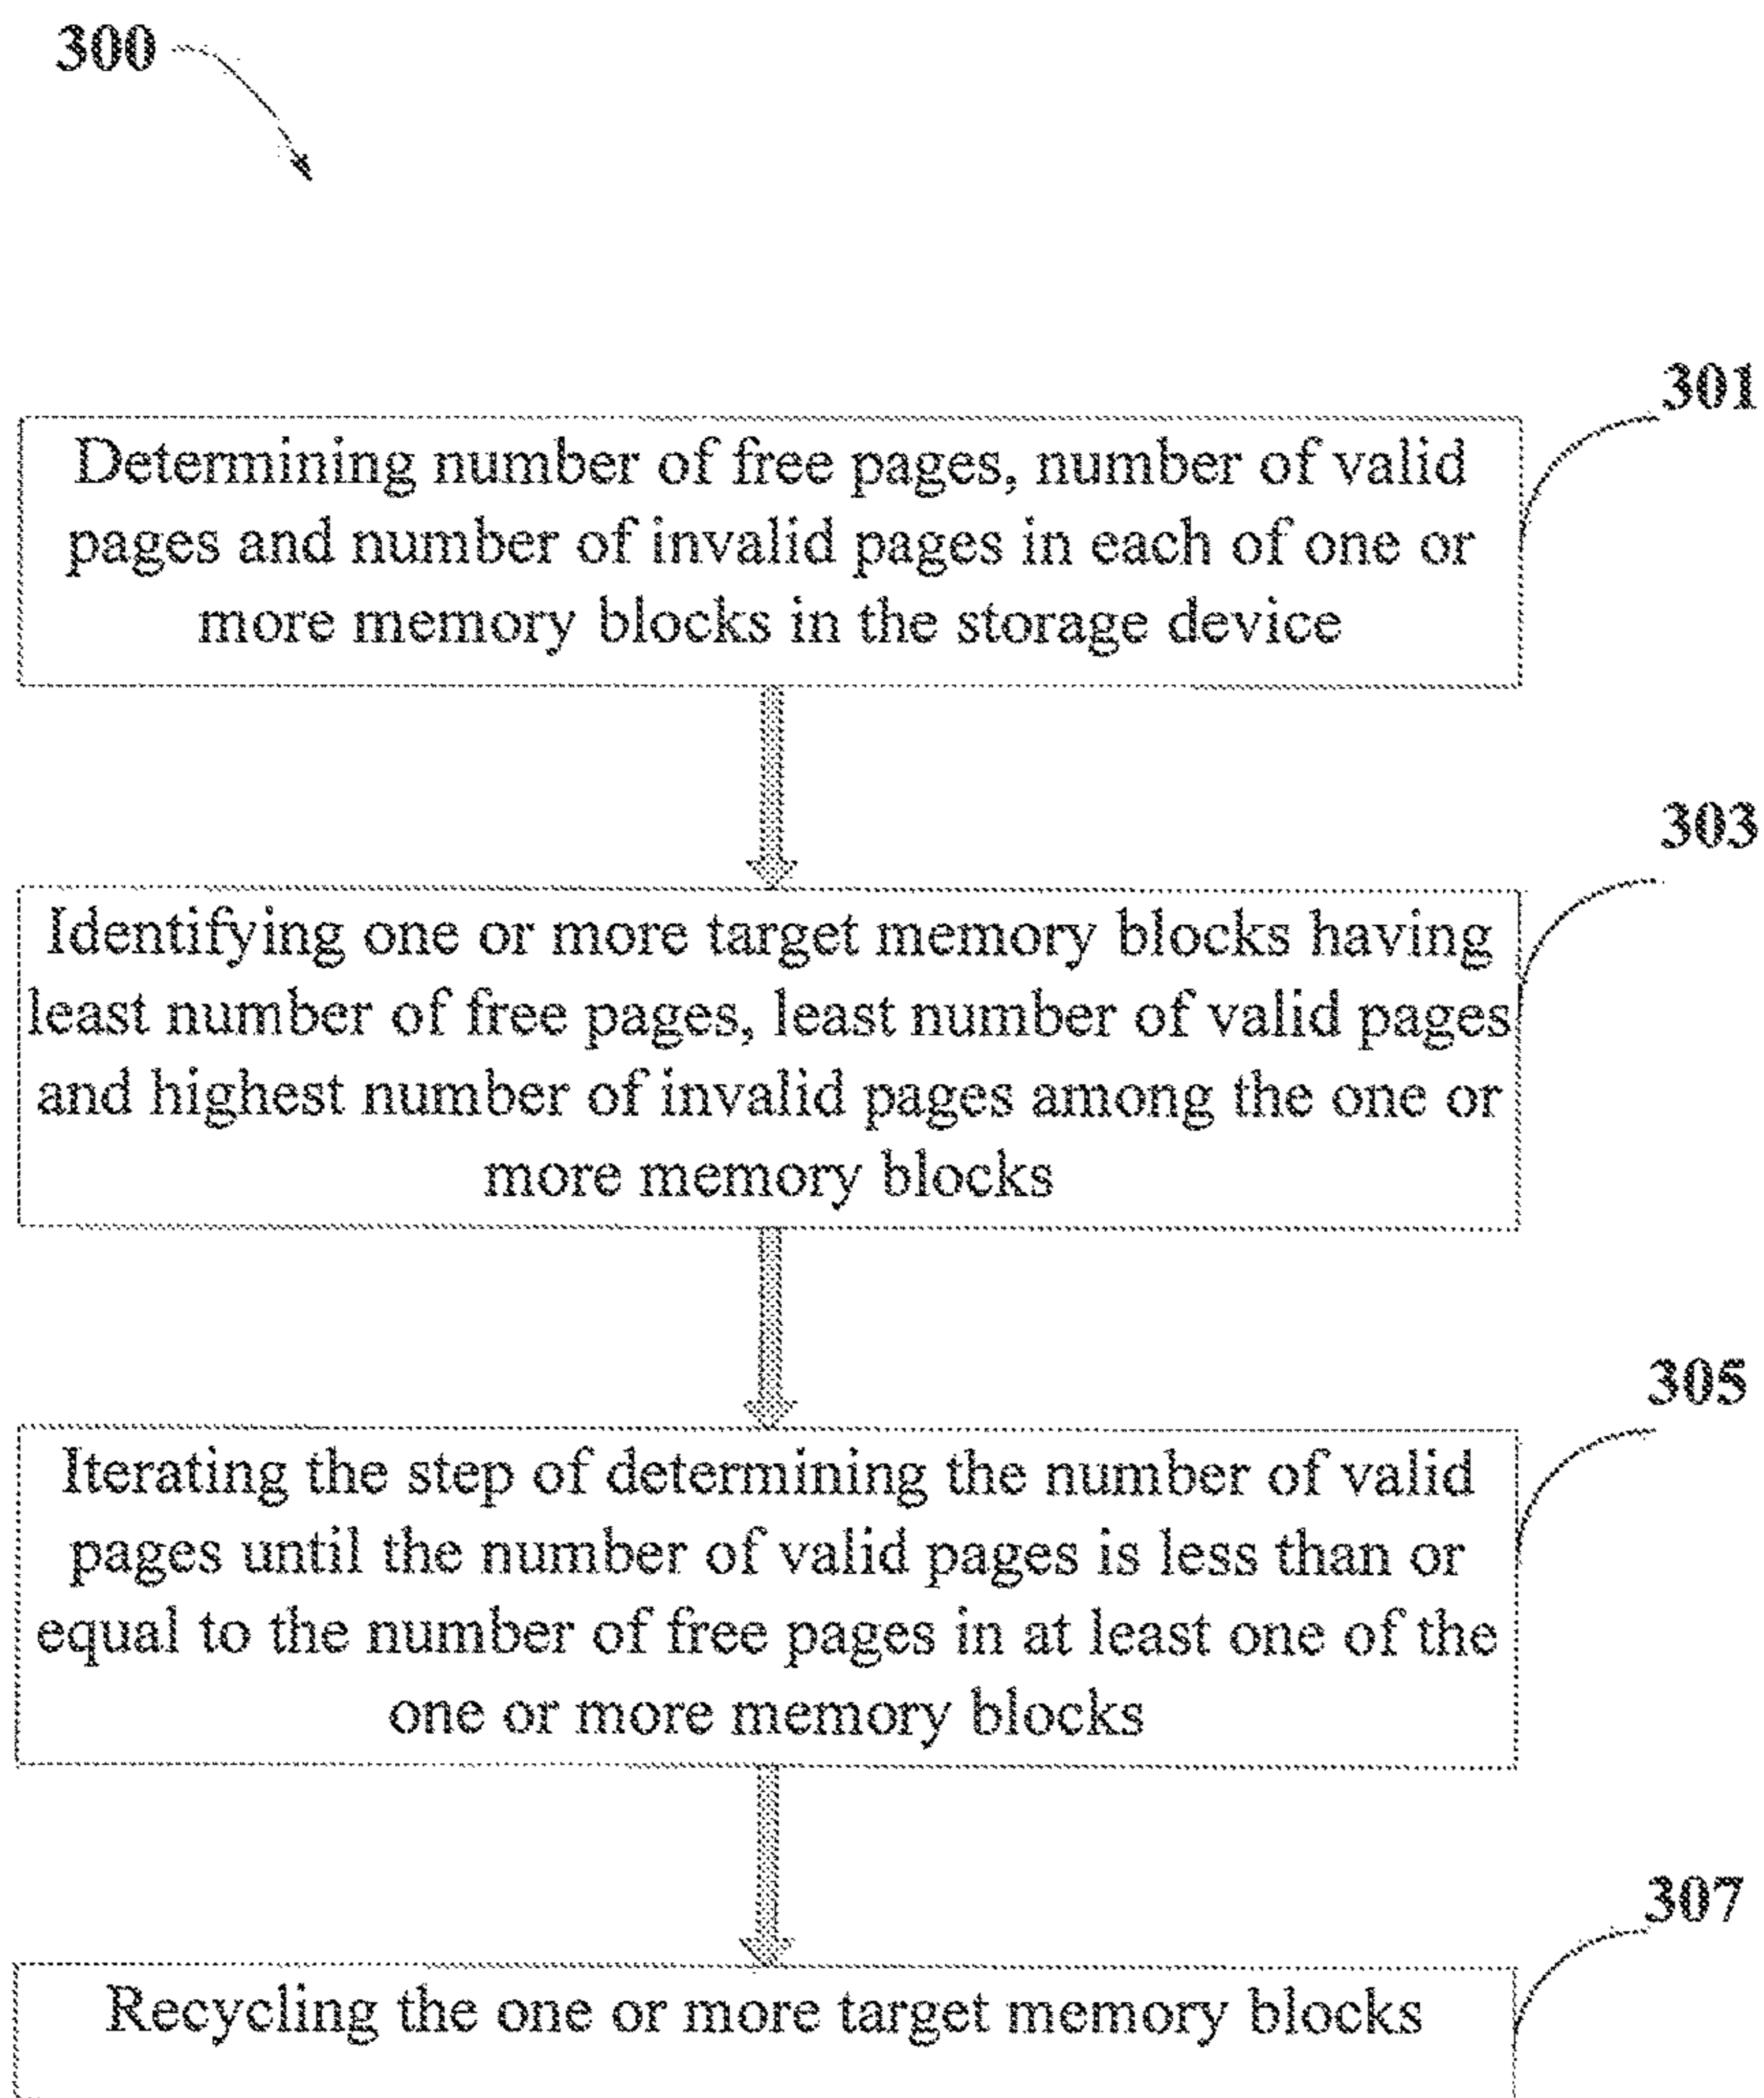 300
301
Determining number of free pages, number of valid
pages and number of invalid pages in each of one or
more memory blocks in the storage device
303
Identifying one or more target memory blocks having
least number of free pages, least number of valid pages
and highest number of invalid pages among the one or
more memory blocks
305
Iterating the step of determining the number of valid
pages until the number of valid pages is less than or
equal to the number of free pages in at least one of the
one or more memory blocks
307
Recycling the one or more target memory blocks